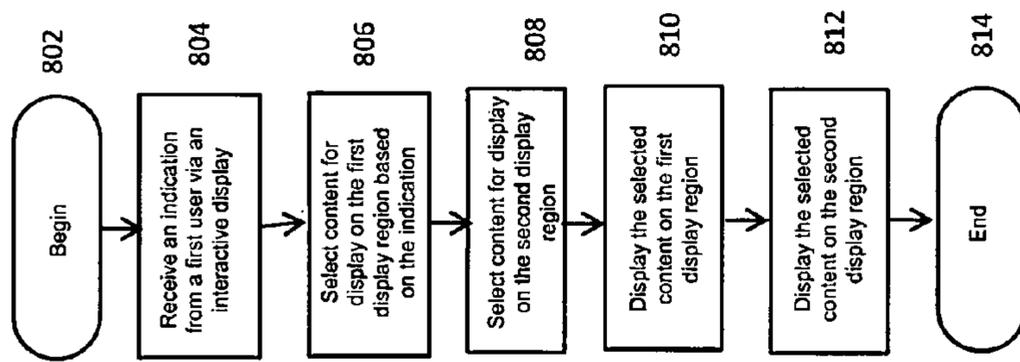 802
Begin
804
Receive an indication
from a first user via an
interactive display
806
Select content for
display on the first
display region based
on the indication
808
Select content for display
on the second display
region
810
Display the selected
content on the first
display region
812
Display the selected
content on the second
display region
814
End